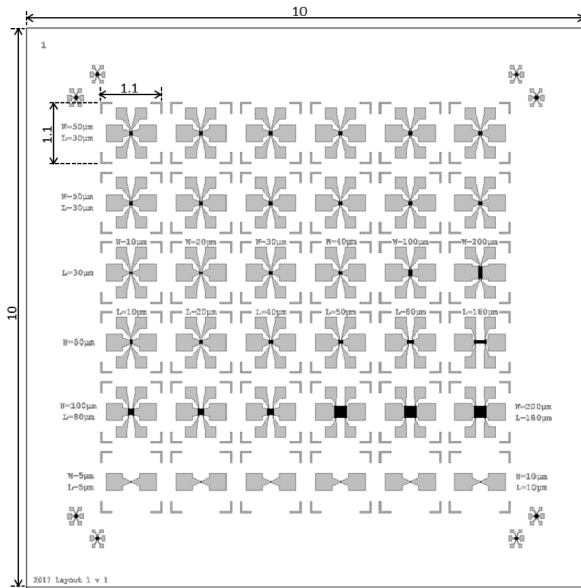 10
1
1.1
1.1
W=50µm
L=30µm
W=50µm
L=30µm
W=10µm W=20µm W=30µm W=40µm W=100µm W=200µm
L=30µm
L=10µm L=20µm L=40µm L=50µm L=60µm L=180µm
10
W=50µm
W=100µm
L=80µm
W=200µm
L=180µm
W=5µm
L=5µm
W=10µm
L=10µm
2017 Layout 1 v 1